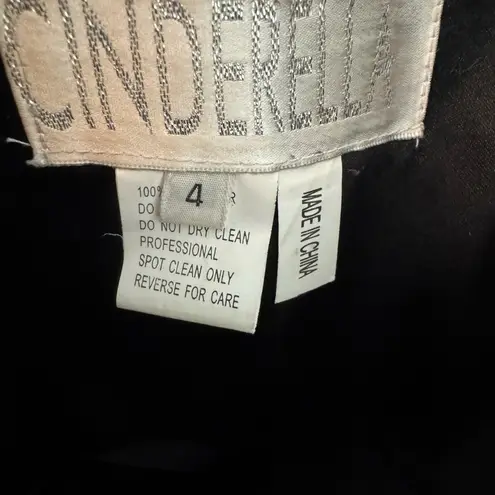 CINDERELLA
4
100%
DO
DO NOT DRY CLEAN
PROFESSIONAL
SPOT CLEAN ONLY
REVERSE FOR CARE
MADE IN CHINA